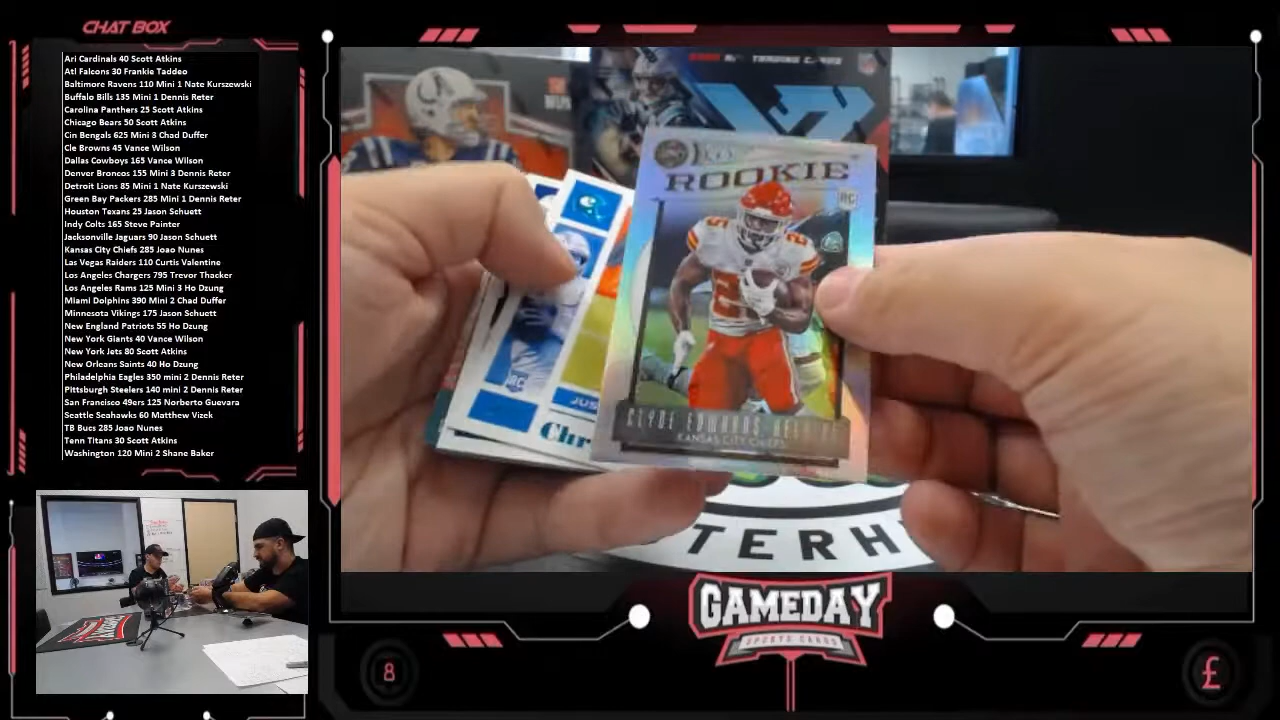 CHAT BOX
Ari Cardinals 40 Scott Atkins
Atl Falcons 30 Frankie Taddeo
Baltimore Ravens 110 Mini 1 Nate Kurszewski
Buffalo Bills 135 Mini 1 Dennis Reter
Carolina Panthers 25 Scott Atkins
Chicago Bears 50 Scott Atkins
Cin Bengals 625 Mini 3 Chad Duffer
Cle Browns 45 Vance Wilson
Dallas Cowboys 165 Vance Wilson
Denver Broncos 155 Mini 3 Dennis Reter
Detroit Lions 85 Mini 1 Nate Kurszewski
Green Bay Packers 285 Mini 1 Dennis Reter
Houston Texans 25 Jason Schuett
Indy Colts 165 Steve Painter
Jacksonville Jaguars 90 Jason Schuett
Kansas City Chiefs 285 Joao Nunes
Las Vegas Raiders 110 Curtis Valentine
Los Angeles Chargers 795 Trevor Thacker
Los Angeles Rams 125 Mini 3 Ho Dzung
Miami Dolphins 390 Mini 2 Chad Duffer
Minnesota Vikings 175 Jason Schuett
New England Patriots 55 Ho Dzung
New York Giants 40 Vance Wilson
New York Jets 80 Scott Atkins
New Orleans Saints 40 Ho Dzung
Philadelphia Eagles 350 mini 2 Dennis Reter
Pittsburgh Steelers 140 mini 2 Dennis Reter
San Francisco 49ers 125 Norberto Guevara
Seattle Seahawks 60 Matthew Vizek
TB Bucs 285 Joao Nunes
Tenn Titans 30 Scott Atkins
Washington 120 Mini 2 Shane Baker
TRADING CARDS
ROOKIE
RC
25
CLYDE EDWARDS HELAIRE
KANSAS CITY CHIEFS
RC
JUS
Chr
TERH
GAMEDAY
SPORTS CARDS
8
£